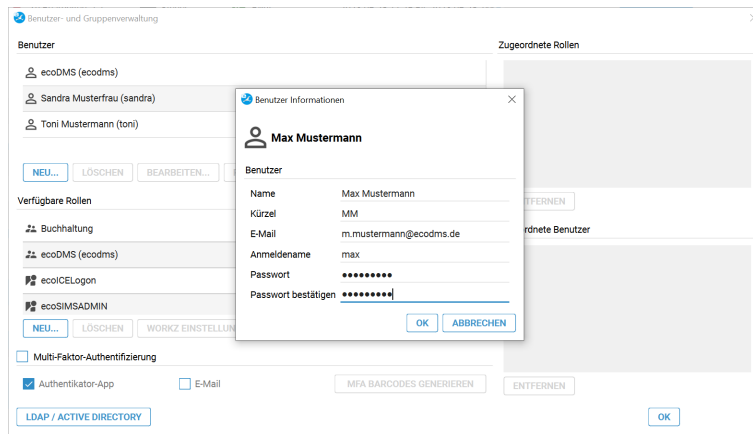 Benutzer- und Gruppenverwaltung
Benutzer
Zugeordnete Rollen
ecoDMS (ecodms)
Sandra Musterfrau (sandra)
Toni Mustermann (toni)
NEU...
LÖSCHEN
BEARBEITEN...
Verfügbare Rollen
Buchhaltung
ecoDMS (ecodms)
ecoICELogon
ecoSIMSADMIN
NEU...
LÖSCHEN
WORKZ EINSTELLUN
Multi-Faktor-Authentifizierung
Authentikator-App
E-Mail
MFA BARCODES GENERIEREN
LDAP / ACTIVE DIRECTORY
Benutzer Informationen
Max Mustermann
Benutzer
Name Max Mustermann
Kürzel MM
E-Mail m.mustermann@ecodms.de
Anmeldename max
Passwort ●●●●●●●●●
Passwort bestätigen ●●●●●●●●●
OK
ABBRECHEN
TFERNEN
rdnete Benutzer
ENTFERNEN
OK